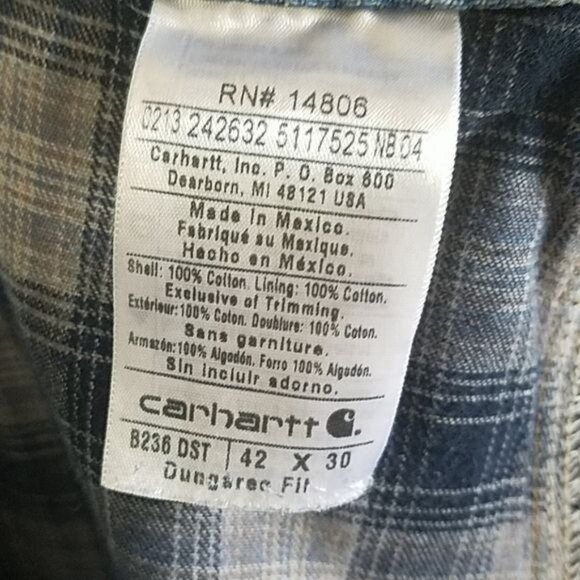 RN# 14806
0213 242632 5117525 NB 04
Carhartt, Inc. P. O. Box 600
Dearborn, MI 48121 USA
Made in Mexico.
Fabriqué au Mexique.
Hecho en México.
Shell: 100% Cotton. Lining: 100% Cotton.
Exclusive of Trimming.
Extérieur: 100% Coton. Doublure: 100% Coton.
Sans garniture.
Armazón: 100% Algodón. Forro 100% Algodón.
Sin incluir adorno.
carhartt
B236 DST | 42 X 30
Dungaree Fit